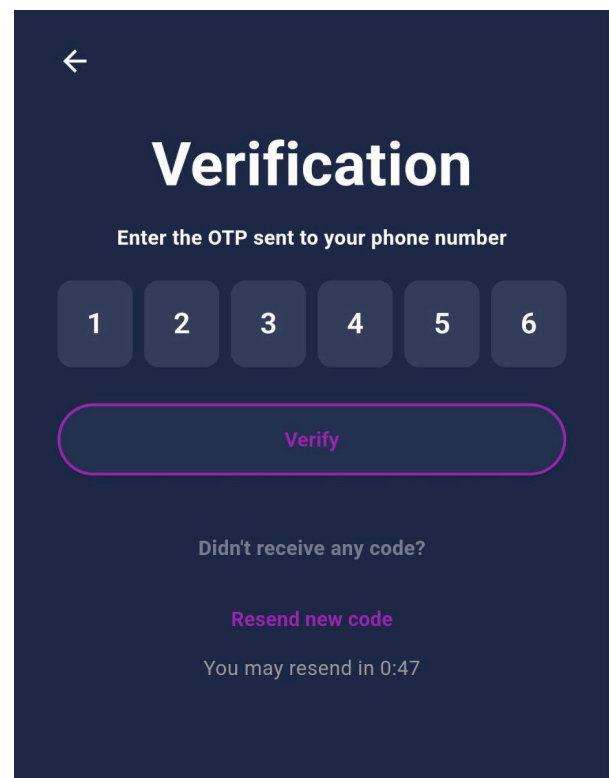 Verification
Enter the OTP sent to your phone number
1 2 3 4 5 6
Verify
Didn't receive any code?
Resend new code
You may resend in 0:47